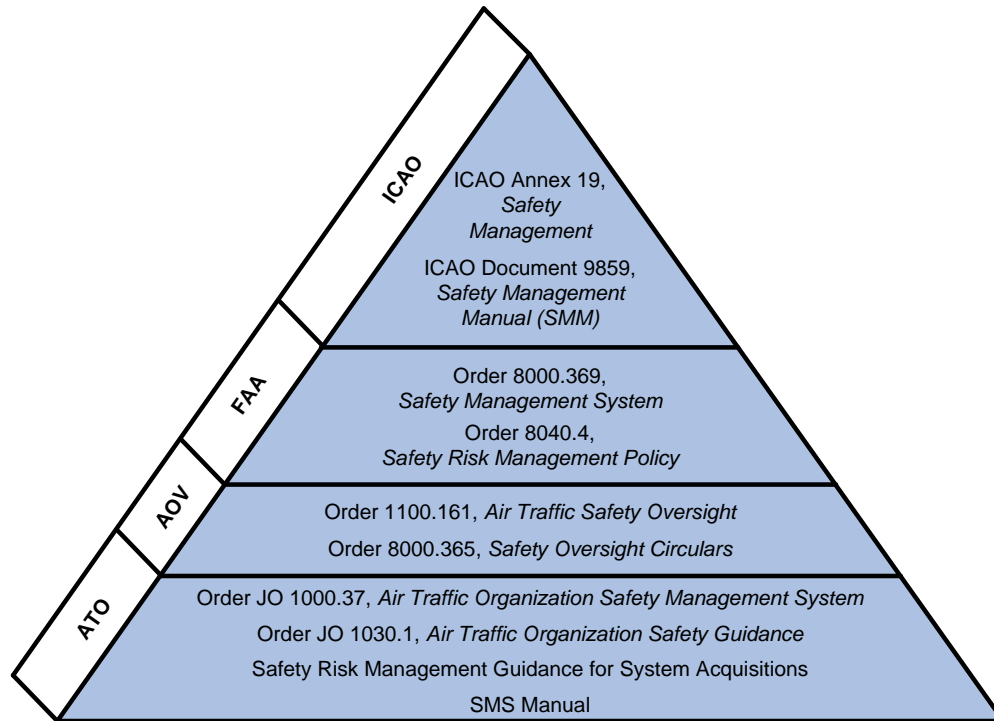 ICAO
ICAO Annex 19,
Safety
Management
ICAO Document 9859,
Safety Management
Manual (SMM)
FAA
Order 8000.369,
Safety Management System
Order 8040.4,
Safety Risk Management Policy
AOV
Order 1100.161, Air Traffic Safety Oversight
Order 8000.365, Safety Oversight Circulars
ATO
Order JO 1000.37, Air Traffic Organization Safety Management System
Order JO 1030.1, Air Traffic Organization Safety Guidance
Safety Risk Management Guidance for System Acquisitions
SMS Manual